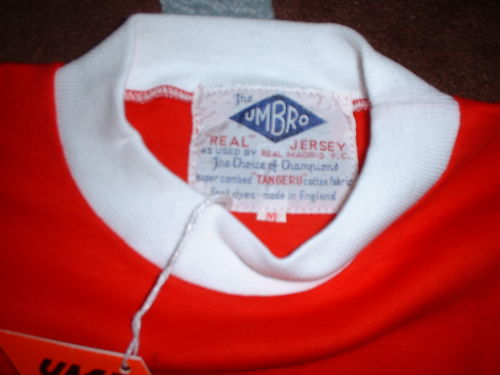 The
UMBRO
"REAL" JERSEY
AS USED BY REAL MADRID F.C.
The Choice of Champions
super combed "TANGERU" cotton fabric
Fast dyes - made in England
M
UMB